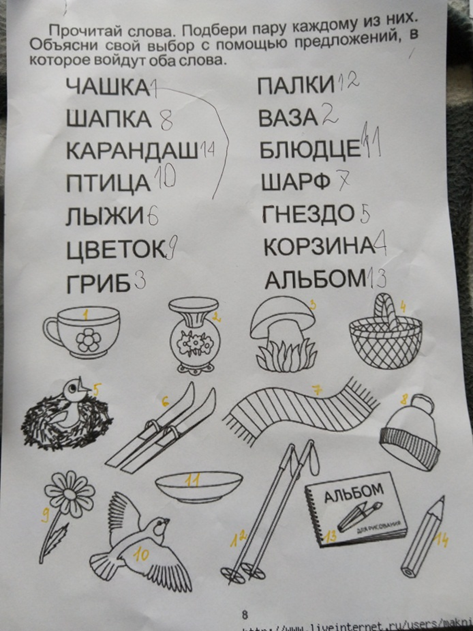 Прочитай слова. Подбери пару каждому из них.
Объясни свой выбор с помощью предложений, в
которое войдут оба слова.
ЧАШКА 1 ПАЛКИ 12
ШАПКА 8 ВАЗА 2
КАРАНДАШ 14 БЛЮДЦЕ 11
ПТИЦА 10 ШАРФ 7
ЛЫЖИ 6 ГНЕЗДО 5
ЦВЕТОК 9 КОРЗИНА 4
ГРИБ 3 АЛЬБОМ 13
1 2 3 4
5 6 7 8
9 10 11 12 13 14
АЛЬБОМ
ДЛЯ РИСОВАНИЯ
8
http://www.liveinternet.ru/users/makni